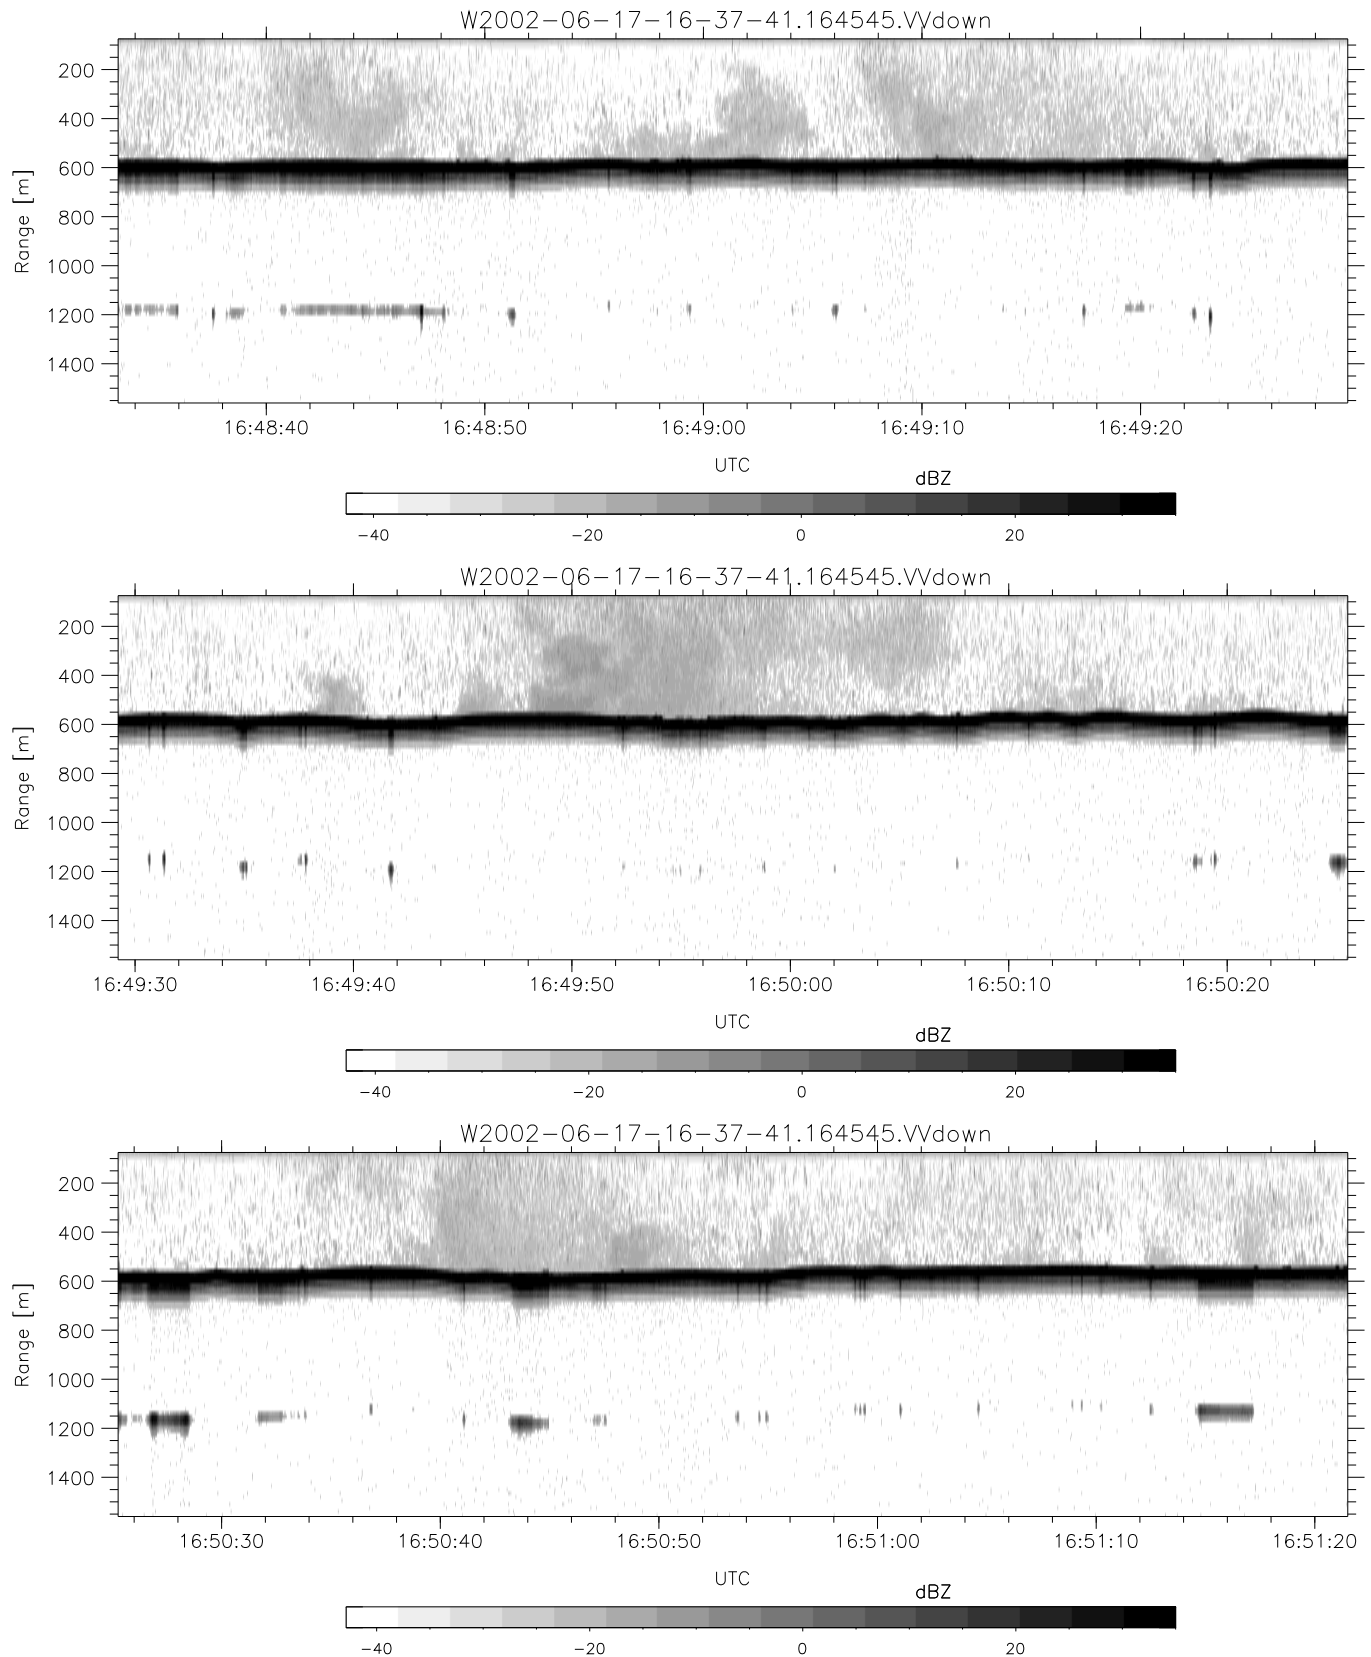 W2002-06-17-16-37-41.164545.VVdown
200
400
600
800
1000
1200
1400
Range [m]
16:48:40 16:48:50 16:49:00 16:49:10 16:49:20
UTC
dBZ
-40 -20 0 20
W2002-06-17-16-37-41.164545.VVdown
200
400
600
800
1000
1200
1400
Range [m]
16:49:30 16:49:40 16:49:50 16:50:00 16:50:10 16:50:20
UTC
dBZ
-40 -20 0 20
W2002-06-17-16-37-41.164545.VVdown
200
400
600
800
1000
1200
1400
Range [m]
16:50:30 16:50:40 16:50:50 16:51:00 16:51:10 16:51:20
UTC
dBZ
-40 -20 0 20